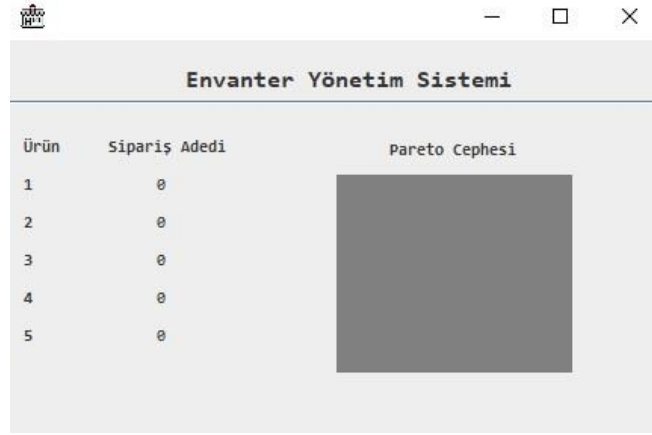 Envanter Yönetim Sistemi
Ürün Sipariş Adedi
Pareto Cephesi
1 0
2 0
3 0
4 0
5 0